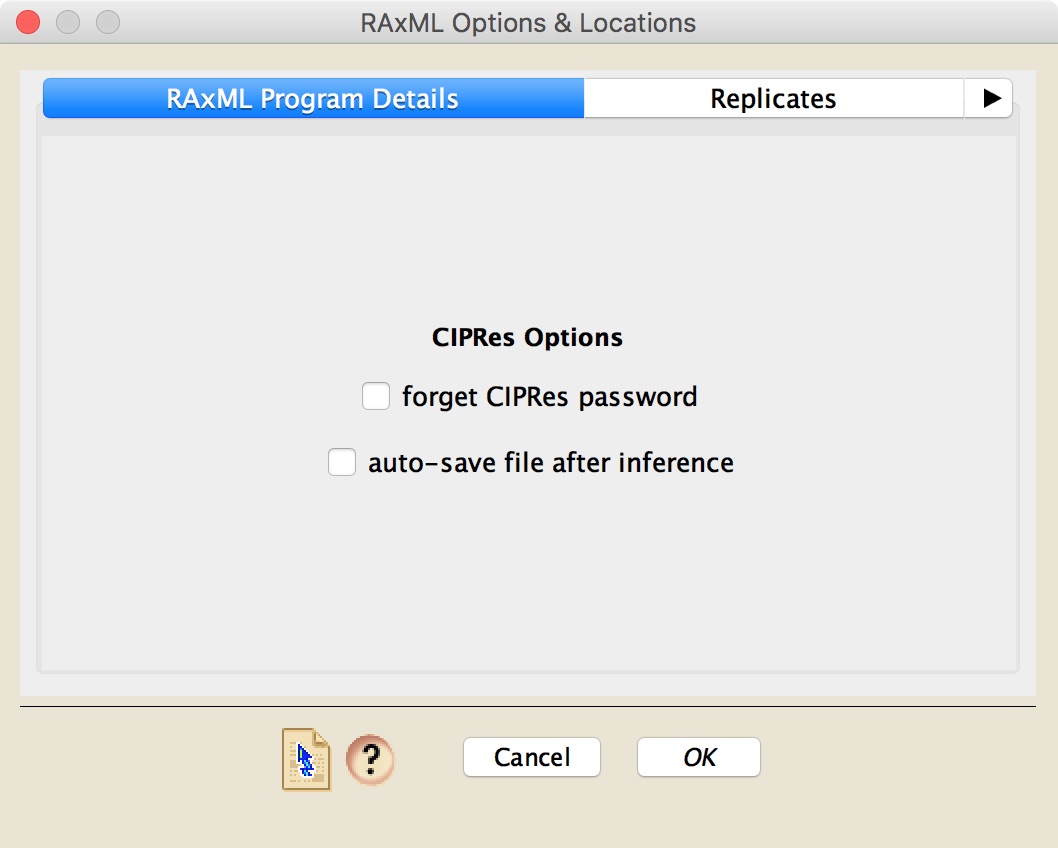 RAxML Options & Locations
RAxML Program Details
Replicates
CIPRes Options
forget CIPRes password
auto-save file after inference
?
Cancel
OK